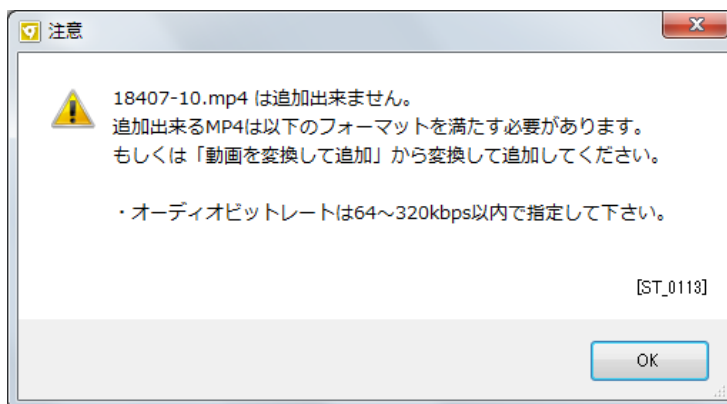 注意
18407-10.mp4 は追加出来ません。
追加出来るMP4は以下のフォーマットを満たす必要があります。
もしくは「動画を変換して追加」から変換して追加してください。
・オーディオビットレートは64～320kbps以内で指定して下さい。
[ST_0113]
OK